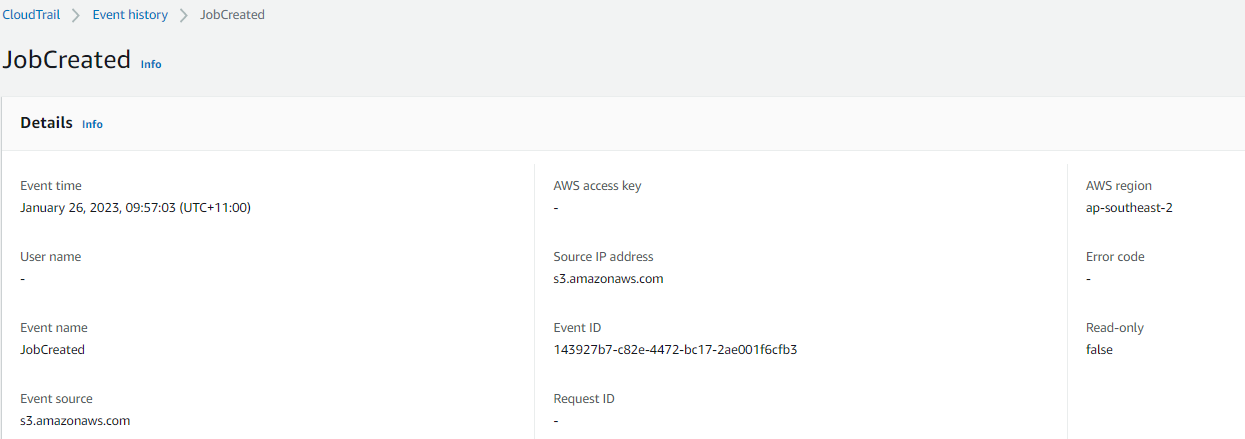 CloudTrail > Event history > JobCreated
JobCreated Info
Details Info
Event time
January 26, 2023, 09:57:03 (UTC+11:00)
User name
-
Event name
JobCreated
Event source
s3.amazonaws.com
AWS access key
-
Source IP address
s3.amazonaws.com
Event ID
143927b7-c82e-4472-bc17-2ae001f6cfb3
Request ID
-
AWS region
ap-southeast-2
Error code
-
Read-only
false